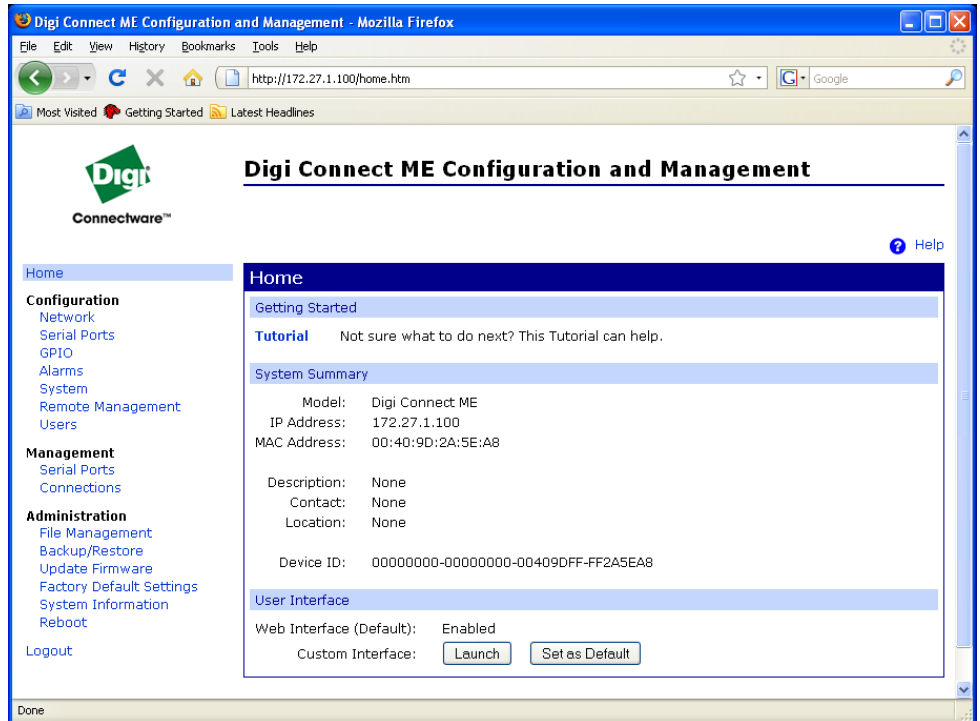 Digi Connect ME Configuration and Management - Mozilla Firefox
File Edit View History Bookmarks Tools Help
http://172.27.1.100/home.htm
G Google
Most Visited Getting Started Latest Headlines
Digi
Connectware™
Digi Connect ME Configuration and Management
? Help
Home
Configuration
Network
Serial Ports
GPIO
Alarms
System
Remote Management
Users
Management
Serial Ports
Connections
Administration
File Management
Backup/Restore
Update Firmware
Factory Default Settings
System Information
Reboot
Logout
Home
Getting Started
Tutorial Not sure what to do next? This Tutorial can help.
System Summary
Model: Digi Connect ME
IP Address: 172.27.1.100
MAC Address: 00:40:9D:2A:5E:A8
Description: None
Contact: None
Location: None
Device ID: 00000000-00000000-00409DFF-FF2A5EA8
User Interface
Web Interface (Default): Enabled
Custom Interface: Launch Set as Default
Done